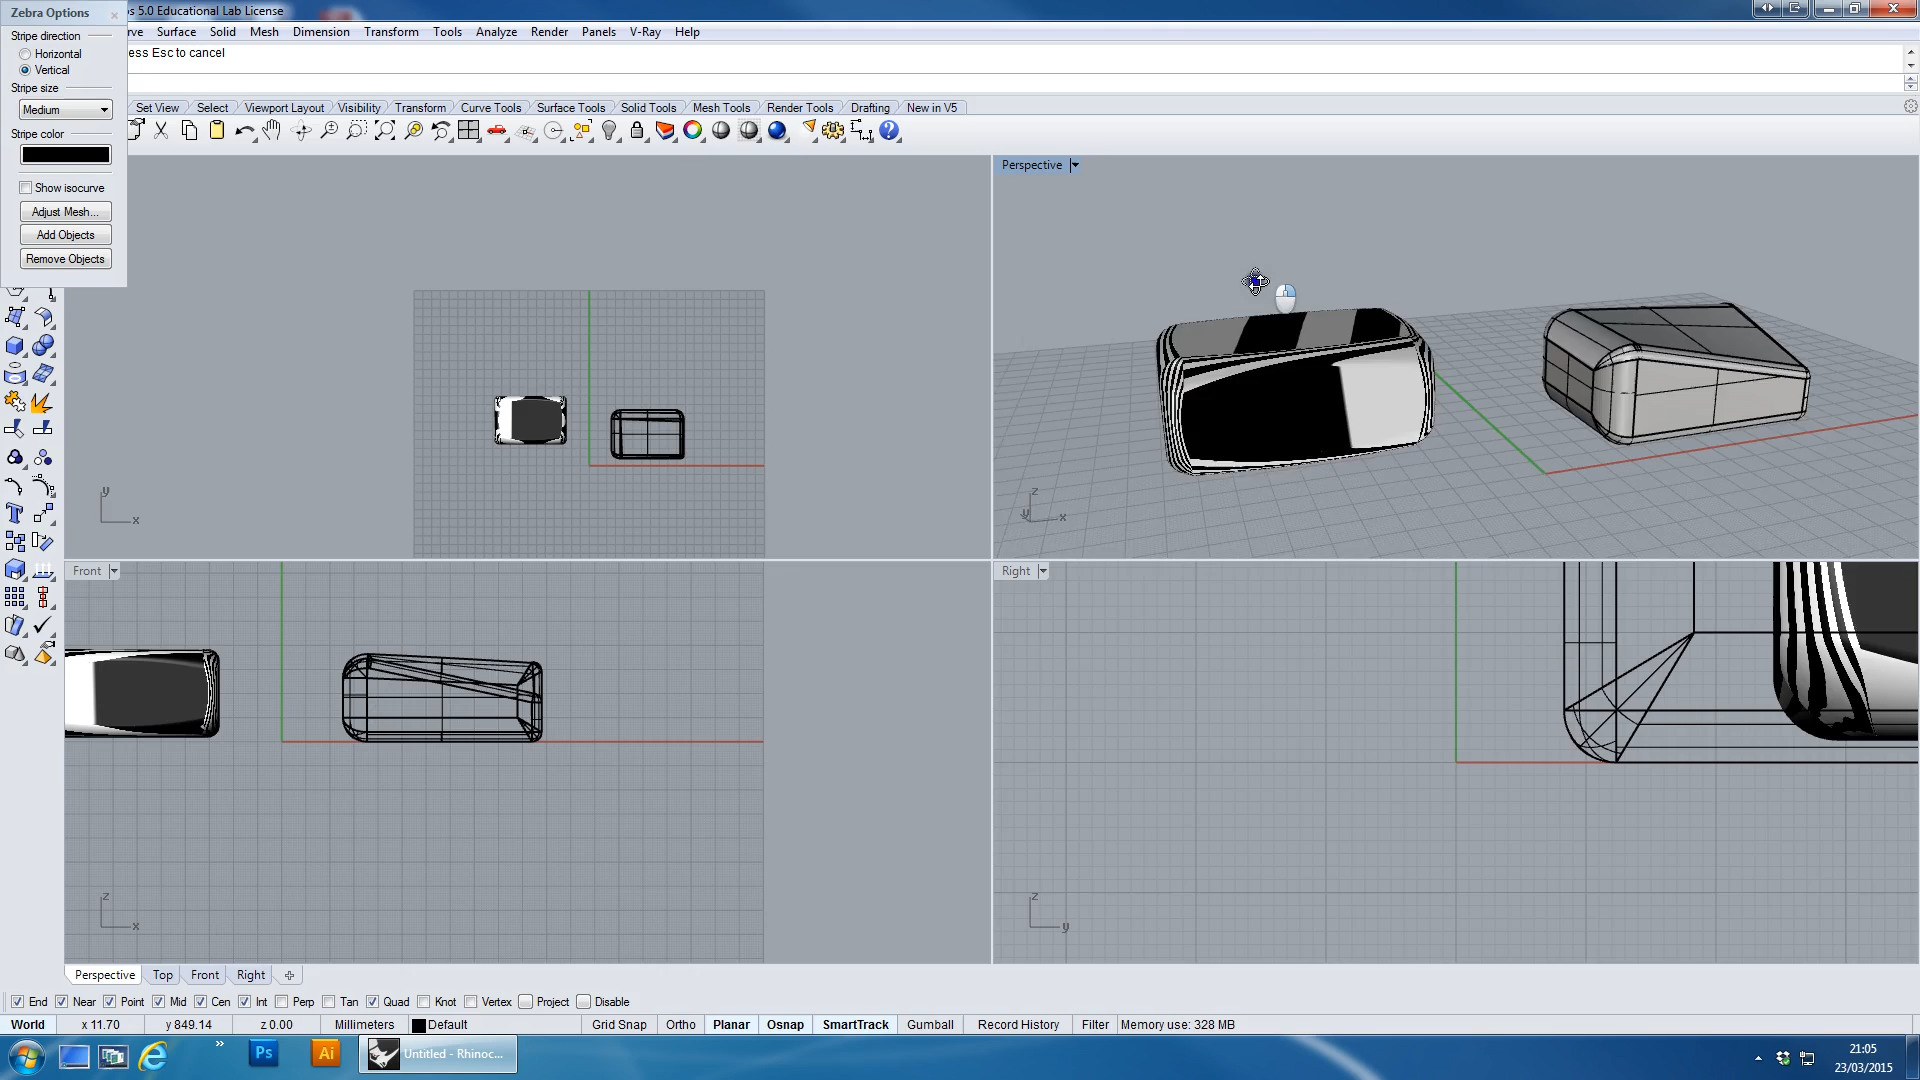 Zebra Options
os 5.0 Educational Lab License
Stripe direction
Horizontal
Vertical
Stripe size
Medium
Stripe color
Show isocurve
Adjust Mesh...
Add Objects
Remove Objects
rve Surface Solid Mesh Dimension Transform Tools Analyze Render Panels V-Ray Help
ess Esc to cancel
Set View Select Viewport Layout Visibility Transform Curve Tools Surface Tools Solid Tools Mesh Tools Render Tools Drafting New in V5
Perspective
y
x
z
y
x
Front
Right
z
x
z
y
Perspective Top Front Right
End Near Point Mid Cen Int Perp Tan Quad Knot Vertex Project Disable
World x 11.70 y 849.14 z 0.00 Millimeters Default Grid Snap Ortho Planar Osnap SmartTrack Gumball Record History Filter Memory use: 328 MB
Ps
Ai
Untitled - Rhinoc...
21:05
23/03/2015